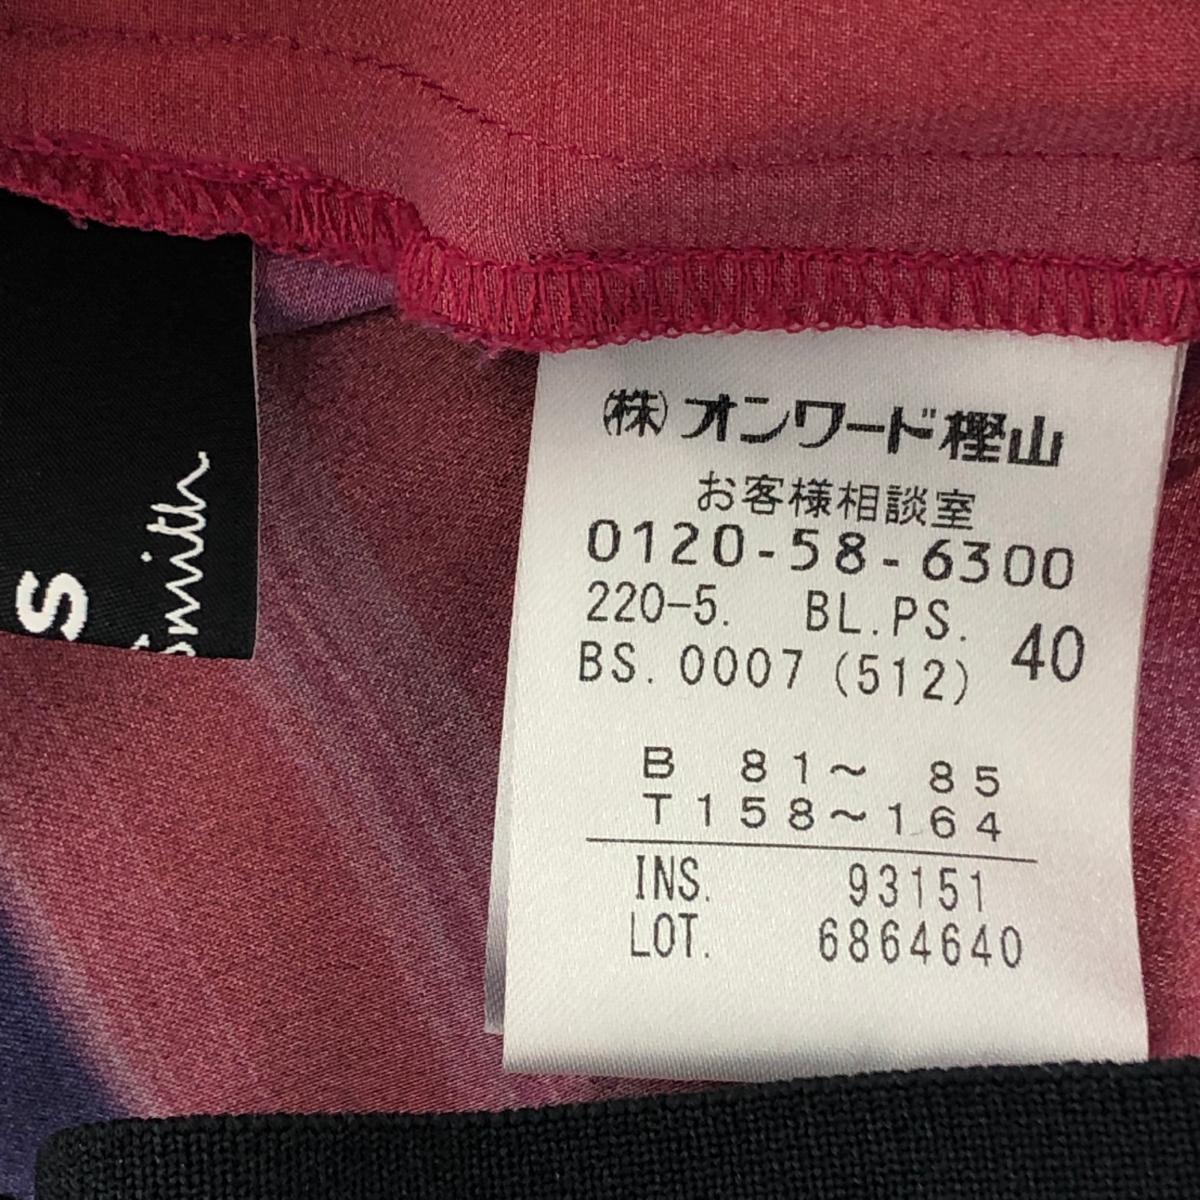 (株)オンワード樫山
お客様相談室
0120-58-6300
220-5. BL.PS. 40
BS. 0007 (512)
B 81~ 85
T158~164
INS. 93151
LOT. 6864640
S
Smith